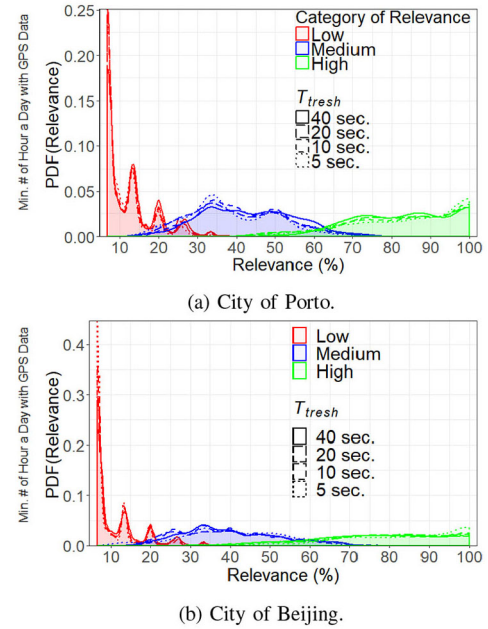 Min. # of Hour a Day with GPS Data
PDF(Relevance)
0.25
0.20
0.15
0.10
0.05
0.00
Category of Relevance
Low
Medium
High
T_tresh
40 sec.
20 sec.
10 sec.
5 sec.
10 20 30 40 50 60 70 80 90 100
Relevance (%)
(a) City of Porto.
Min. # of Hour a Day with GPS Data
PDF(Relevance)
0.4
0.3
0.2
0.1
0.0
Low
Medium
High
T_tresh
40 sec.
20 sec.
10 sec.
5 sec.
10 20 30 40 50 60 70 80 90 100
Relevance (%)
(b) City of Beijing.